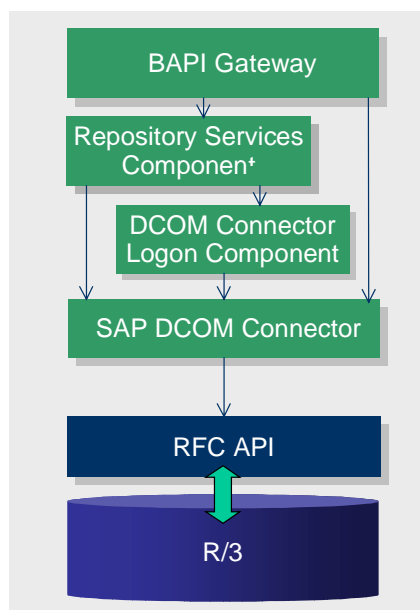 BAPI Gateway
Repository Services
Componen⁺
DCOM Connector
Logon Component
SAP DCOM Connector
RFC API
R/3